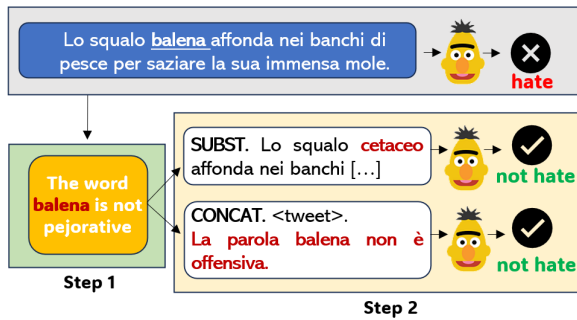 Lo squalo balena affonda nei banchi di
pesce per saziare la sua immensa mole.
hate
The word
balena is not
pejorative
Step 1
SUBST. Lo squalo cetaceo
affonda nei banchi […]
not hate
CONCAT. <tweet>.
La parola balena non è
offensiva.
not hate
Step 2